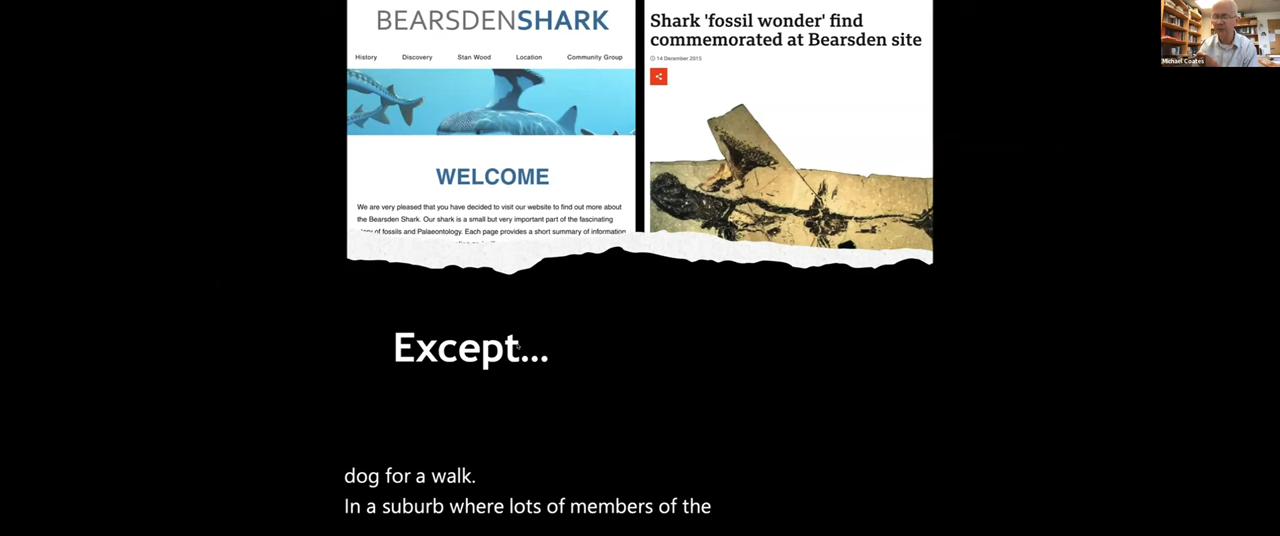 BEARSDENSHARK
History Discovery Stan Wood Location Community Group
WELCOME
We are very pleased that you have decided to visit our website to find out more about
the Bearsden Shark. Our shark is a small but very important part of the fascinating
of fossils and Palaeontology. Each page provides a short summary of information
Shark 'fossil wonder' find
commemorated at Bearsden site
14 December 2015
Michael Coates
Except...
dog for a walk.
In a suburb where lots of members of the